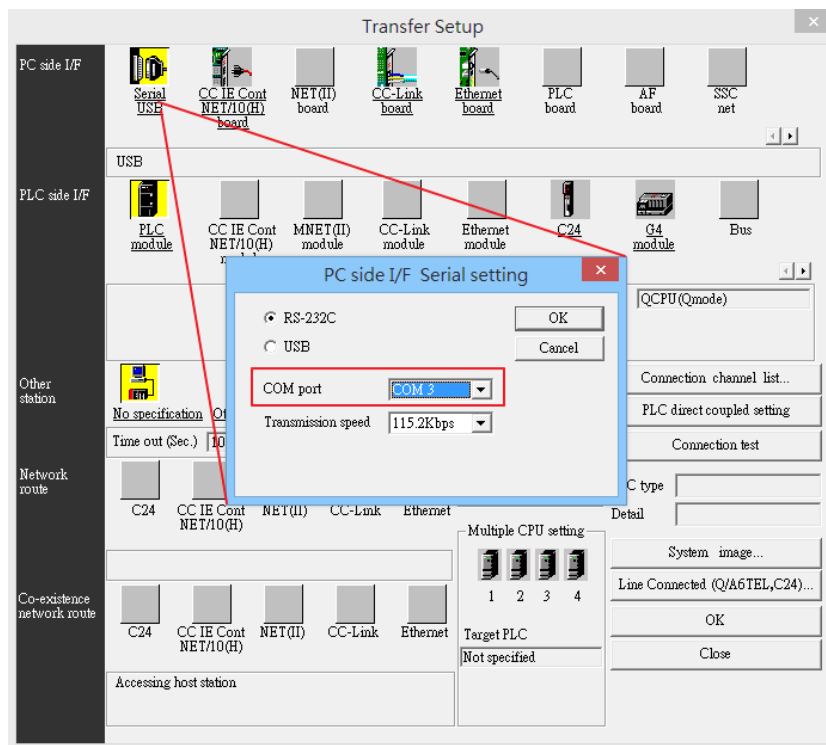 Transfer Setup
PC side I/F
Serial
USB
CC IE Cont
NET/10(H)
board
NET(II)
board
CC-Link
board
Ethernet
board
PLC
board
AF
board
SSC
net
USB
PLC side I/F
PLC
module
CC IE Cont
NET/10(H)
MNET(II)
module
CC-Link
module
Ethernet
module
C24
G4
module
Bus
QCPU(Qmode)
PC side I/F Serial setting
RS-232C
USB
OK
Cancel
COM port
COM 3
Transmission speed
115.2Kbps
Other
station
No specification
Time out (Sec.)
10
Connection channel list...
PLC direct coupled setting
Connection test
C type
Detail
System image...
Line Connected (Q/A6TEL,C24)...
OK
Close
Network
route
C24
CC IE Cont
NET/10(H)
NET(II)
CC-Link
Ethernet
Multiple CPU setting
1 2 3 4
Target PLC
Not specified
Co-existence
network route
C24
CC IE Cont
NET/10(H)
NET(II)
CC-Link
Ethernet
Accessing host station